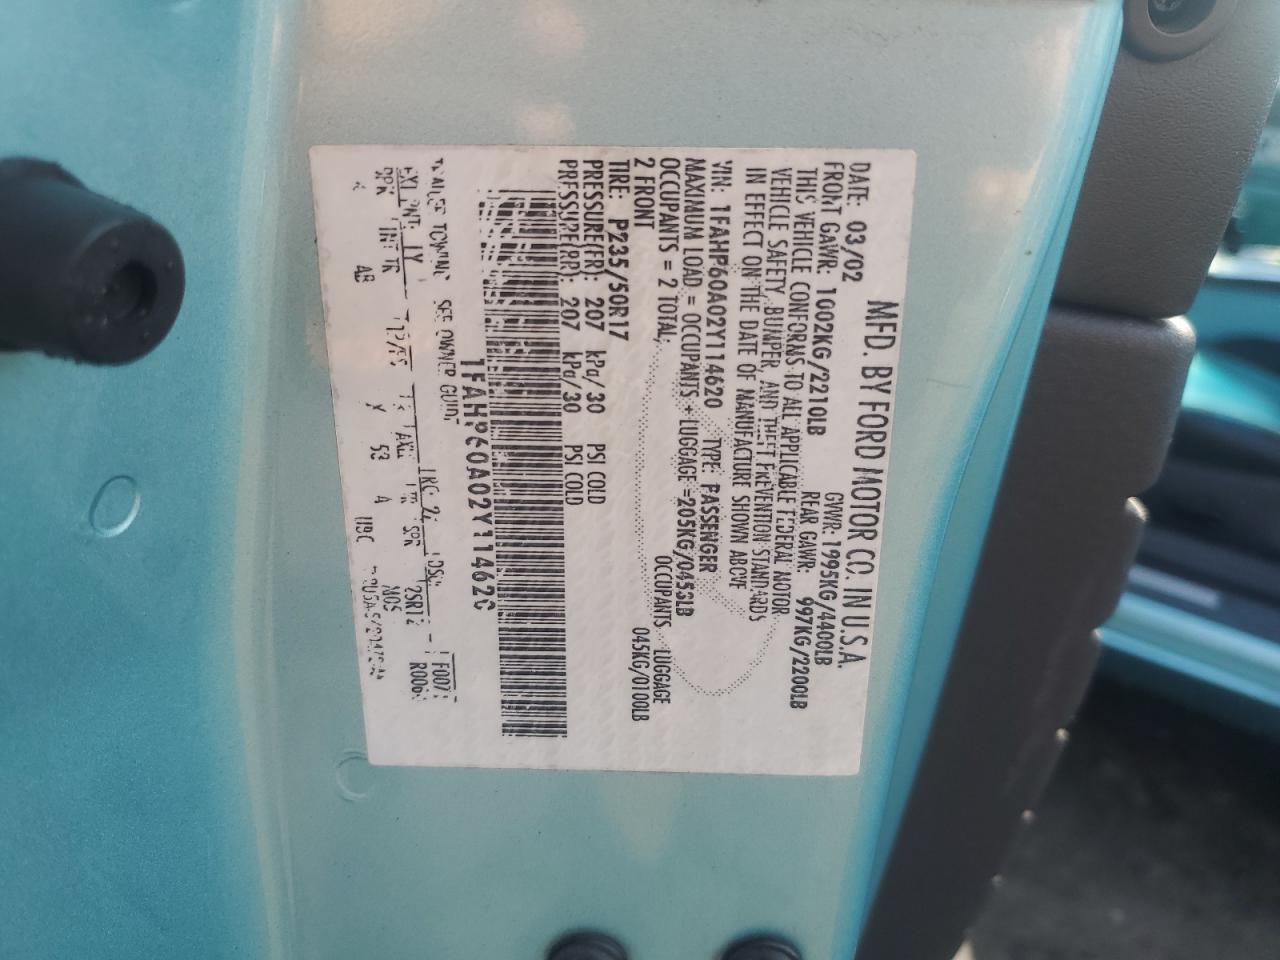 MFD. BY FORD MOTOR CO. IN U.S.A.
DATE: 03/02 GVWR: 1995KG/4400LB
FRONT GAWR: 1002KG/2210LB REAR GAWR: 997KG/2200LB
THIS VEHICLE CONFORMS TO ALL APPLICABLE FEDERAL MOTOR
VEHICLE SAFETY, BUMPER, AND THEFT PREVENTION STANDARDS
IN EFFECT ON THE DATE OF MANUFACTURE SHOWN ABOVE
VIN: 1FAHP60A02Y114620 TYPE: PASSENGER
MAXIMUM LOAD = OCCUPANTS + LUGGAGE =205KG/0453LB
OCCUPANTS = 2 TOTAL, OCCUPANTS LUGGAGE
2 FRONT 045KG/0100LB
TIRE: P235/50R17
PRESSURE(FR): 207 kPa/30 PSI COLD
PRESSURE(RR): 207 kPa/30 PSI COLD
1FAHP60A02Y114620
TRAILER TOWING - SEE OWNER GUIDE